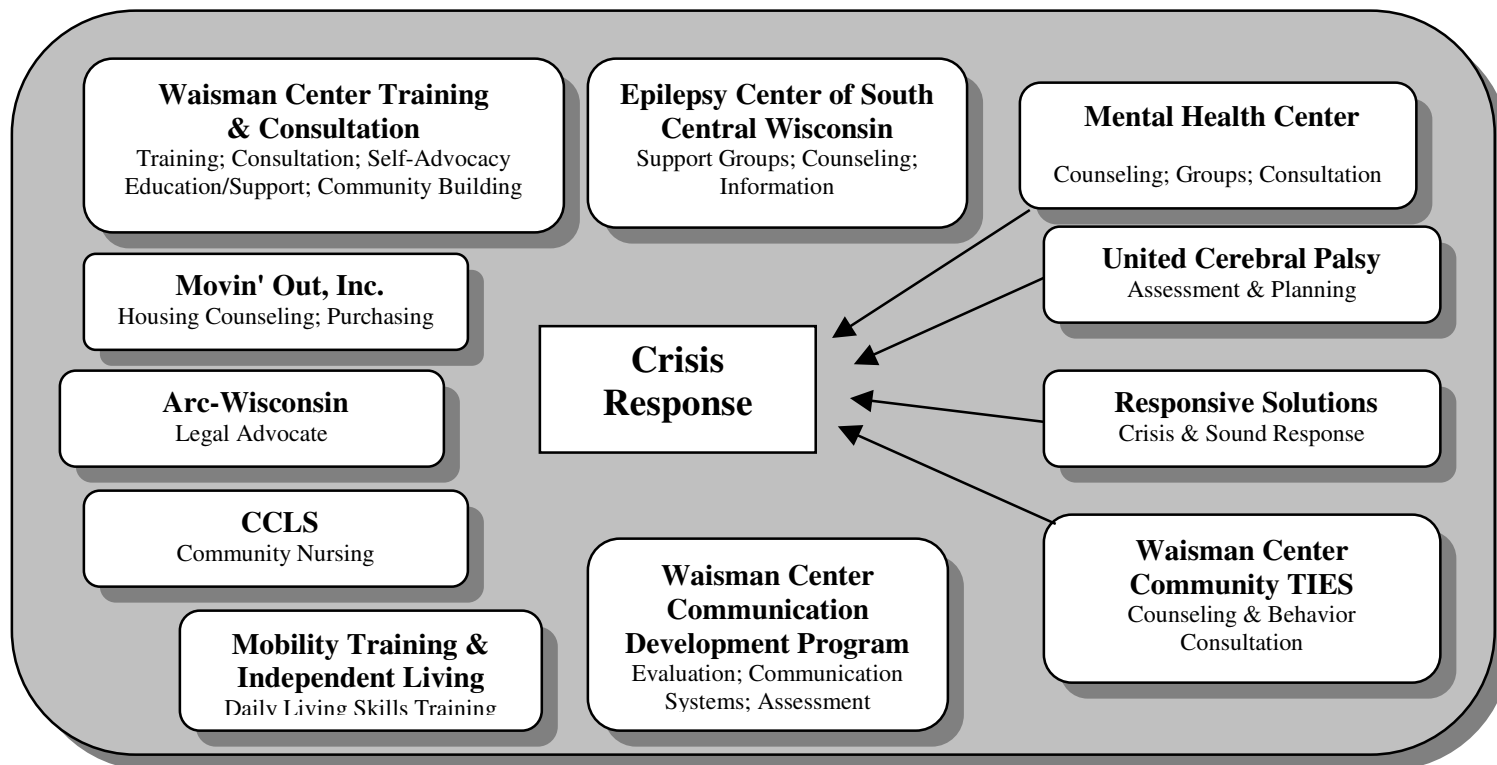 Waisman Center Training
& Consultation
Training; Consultation; Self-Advocacy
Education/Support; Community Building
Epilepsy Center of South
Central Wisconsin
Support Groups; Counseling;
Information
Mental Health Center
Counseling; Groups; Consultation
Movin' Out, Inc.
Housing Counseling; Purchasing
United Cerebral Palsy
Assessment & Planning
Crisis
Response
Arc-Wisconsin
Legal Advocate
Responsive Solutions
Crisis & Sound Response
CCLS
Community Nursing
Waisman Center
Community TIES
Counseling & Behavior
Consultation
Mobility Training &
Independent Living
Daily Living Skills Training
Waisman Center
Communication
Development Program
Evaluation; Communication
Systems; Assessment